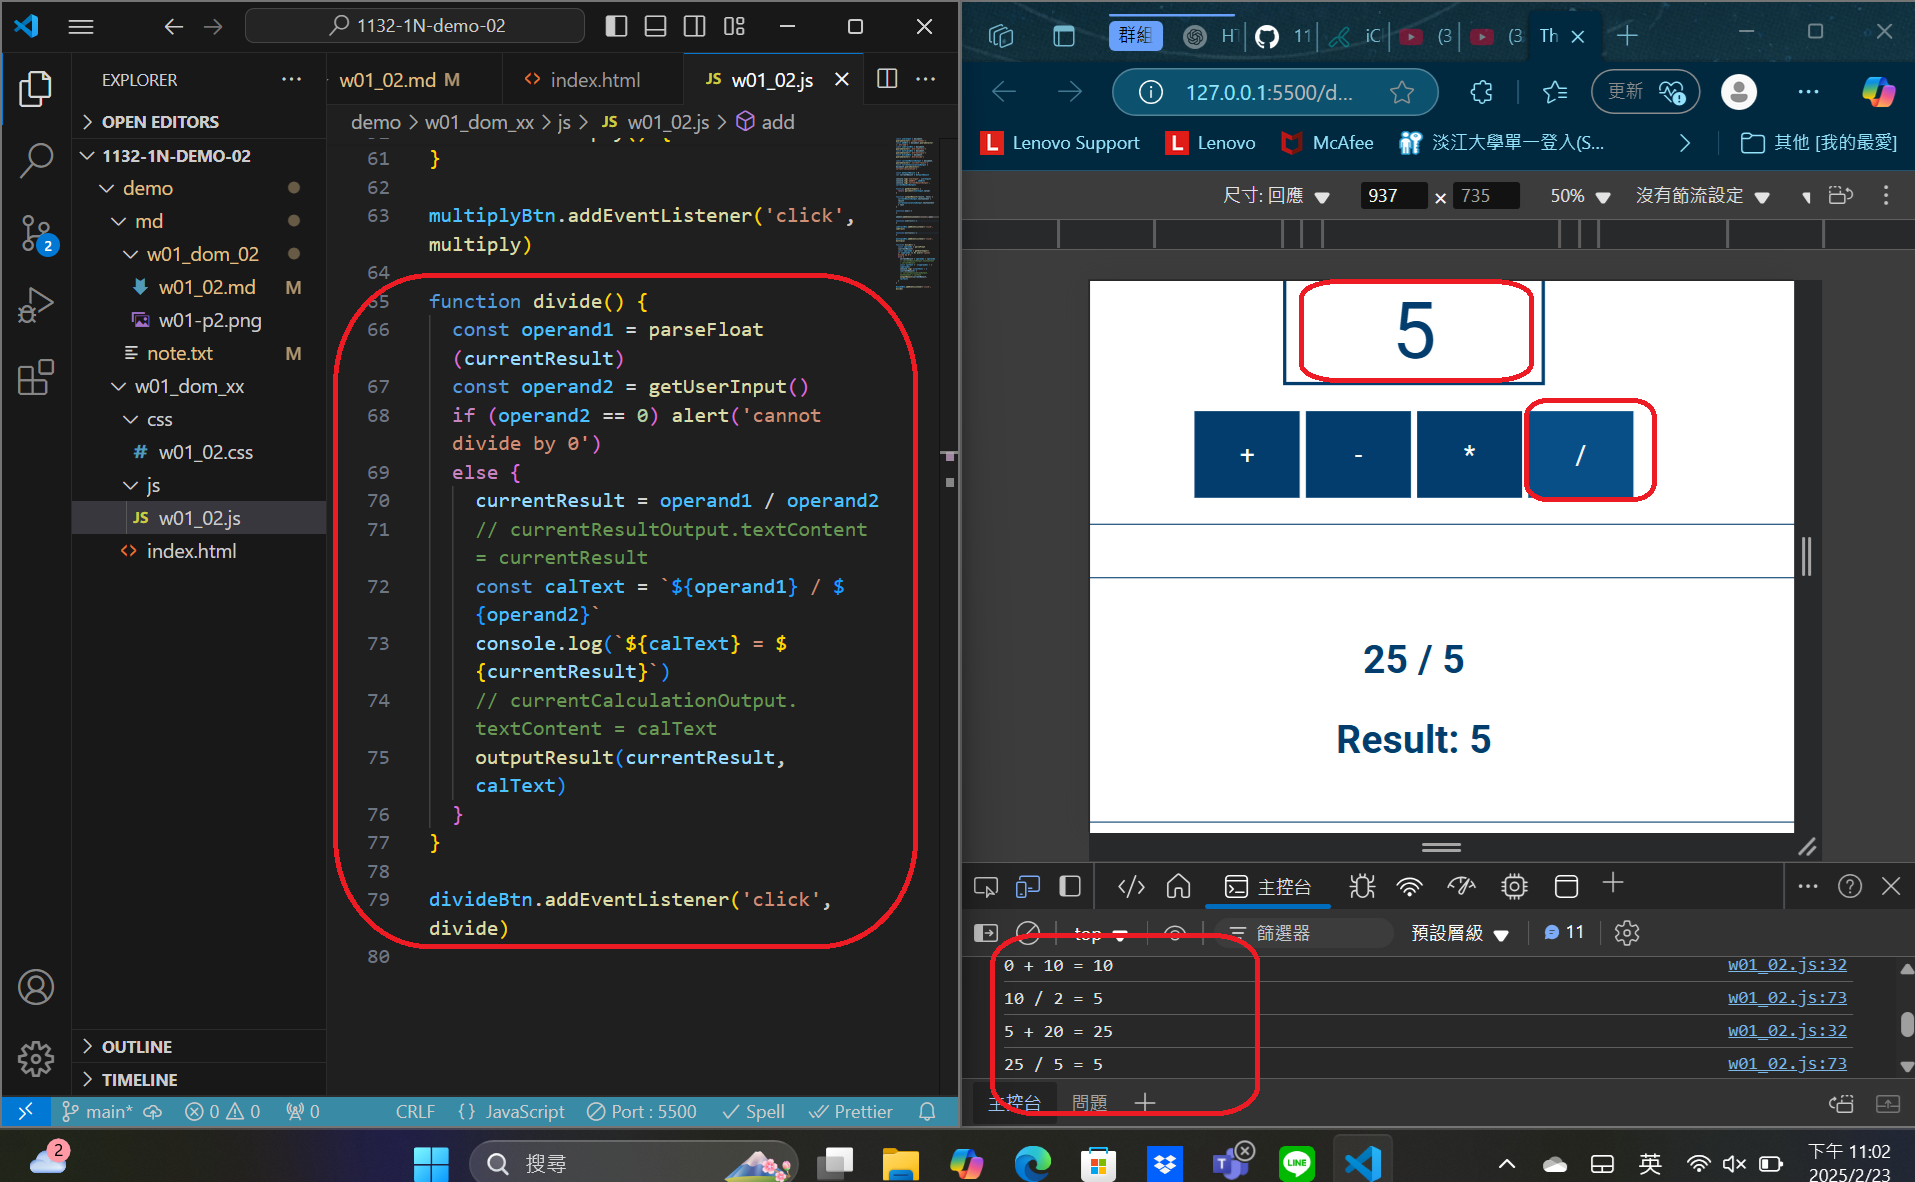 1132-1N-demo-02
EXPLORER
OPEN EDITORS
1132-1N-DEMO-02
demo
md
w01_dom_02
w01_02.md M
w01-p2.png
note.txt M
w01_dom_xx
css
# w01_02.css
js
JS w01_02.js
<> index.html
OUTLINE
TIMELINE
2
w01_02.md M
<> index.html
JS w01_02.js
demo > w01_dom_xx > js > JS w01_02.js > add
61 }
62
63 multiplyBtn.addEventListener('click',
multiply)
64
65 function divide() {
66 const operand1 = parseFloat
(currentResult)
67 const operand2 = getUserInput()
68 if (operand2 == 0) alert('cannot
divide by 0')
69 else {
70 currentResult = operand1 / operand2
71 // currentResultOutput.textContent
= currentResult
72 const calText = `${operand1} / $
{operand2}`
73 console.log(`${calText} = $
{currentResult}`)
74 // currentCalculationOutput.
textContent = calText
75 outputResult(currentResult,
calText)
76 }
77 }
78
79 divideBtn.addEventListener('click',
divide)
80
main* 0 0 0 CRLF {} JavaScript Port : 5500 Spell Prettier
群組 11 iC (3 (3 Th
127.0.0.1:5500/d...
更新
L Lenovo Support L Lenovo McAfee 淡江大學單一登入(S... 其他 [我的最愛]
尺寸: 回應 937 × 735 50% 沒有節流設定
5
+ - * /
25 / 5
Result: 5
主控台
top 篩選器 預設層級 11
0 + 10 = 10 w01_02.js:32
10 / 2 = 5 w01_02.js:73
5 + 20 = 25 w01_02.js:32
25 / 5 = 5 w01_02.js:73
主控台 問題
2
搜尋
LINE
英
下午 11:02
2025/2/23